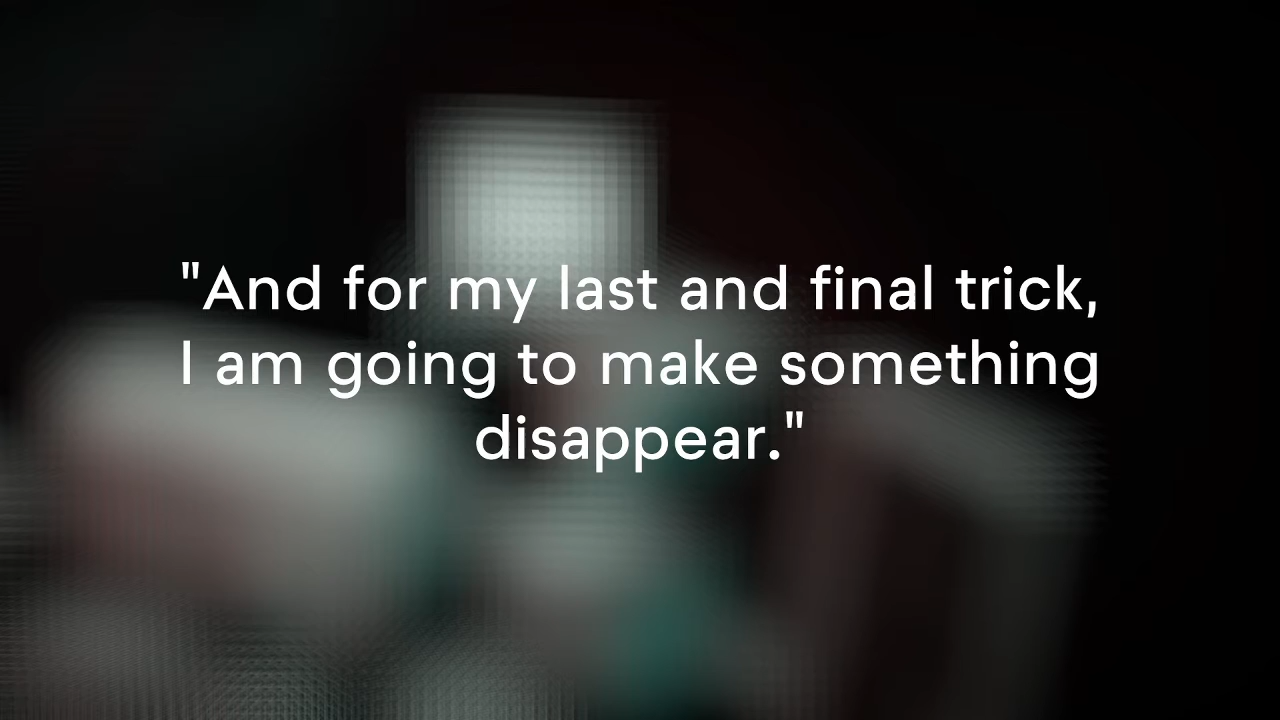 "And for my last and final trick,
I am going to make something
disappear."